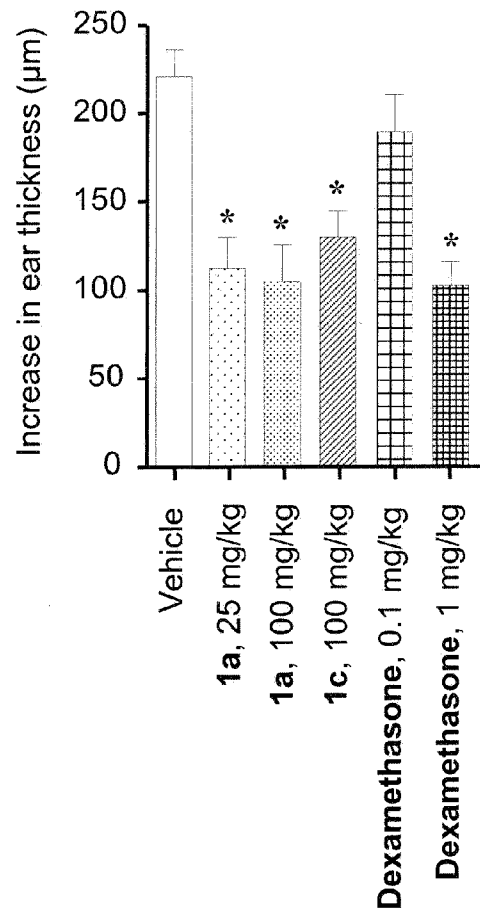 Increase in ear thickness (µm)
250
200
150
100
50
0
*
*
*
*
Vehicle
1a, 25 mg/kg
1a, 100 mg/kg
1c, 100 mg/kg
Dexamethasone, 0.1 mg/kg
Dexamethasone, 1 mg/kg